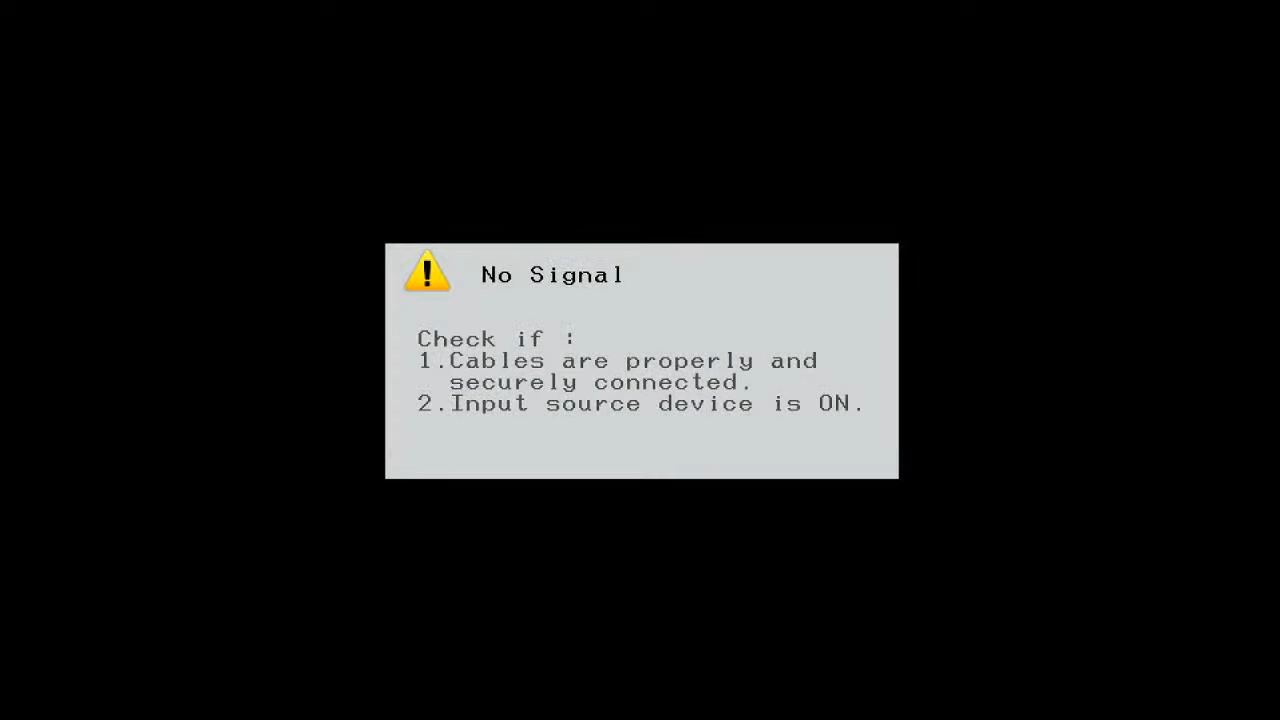 No Signal
Check if :
1.Cables are properly and
securely connected.
2.Input source device is ON.